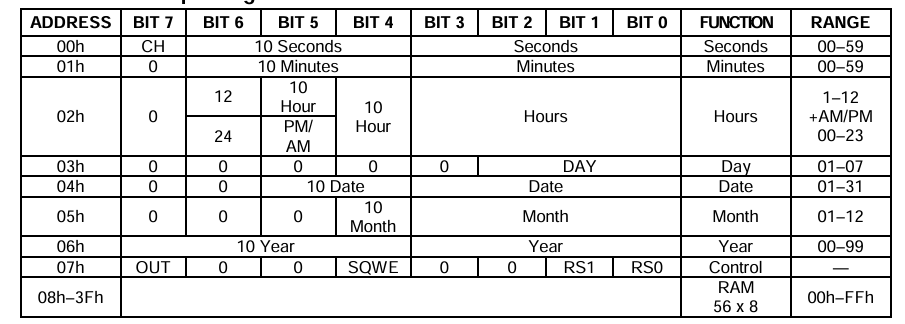 ADDRESS BIT 7 BIT 6 BIT 5 BIT 4 BIT 3 BIT 2 BIT 1 BIT 0 FUNCTION RANGE
00h CH 10 Seconds Seconds Seconds 00–59
01h 0 10 Minutes Minutes Minutes 00–59
02h 0 12 10 Hour 10 Hour Hours Hours 1–12 +AM/PM 00–23
24 PM/AM
03h 0 0 0 0 0 DAY Day 01–07
04h 0 0 10 Date Date Date 01–31
05h 0 0 0 10 Month Month Month 01–12
06h 10 Year Year Year 00–99
07h OUT 0 0 SQWE 0 0 RS1 RS0 Control —
08h–3Fh RAM 56 x 8 00h–FFh